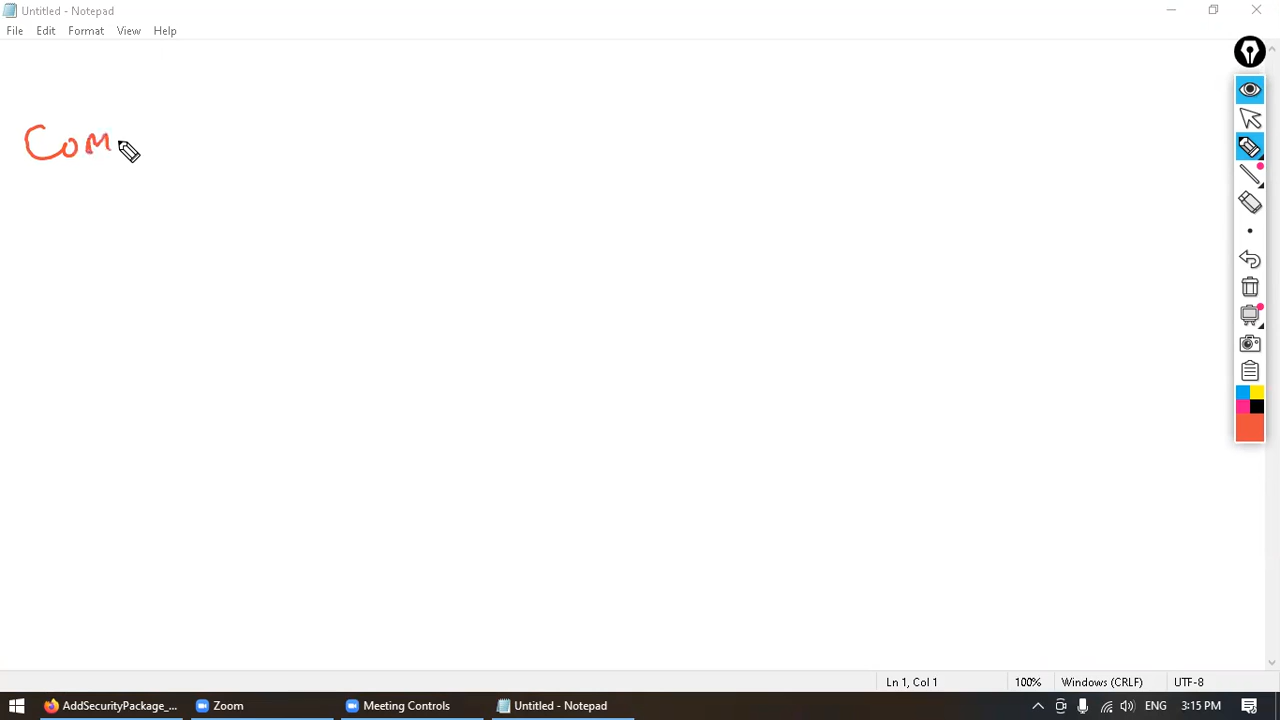 Untitled - Notepad
File Edit Format View Help
Com
Ln 1, Col 1 100% Windows (CRLF) UTF-8
AddSecurityPackage_... Zoom Meeting Controls Untitled - Notepad ENG 3:15 PM